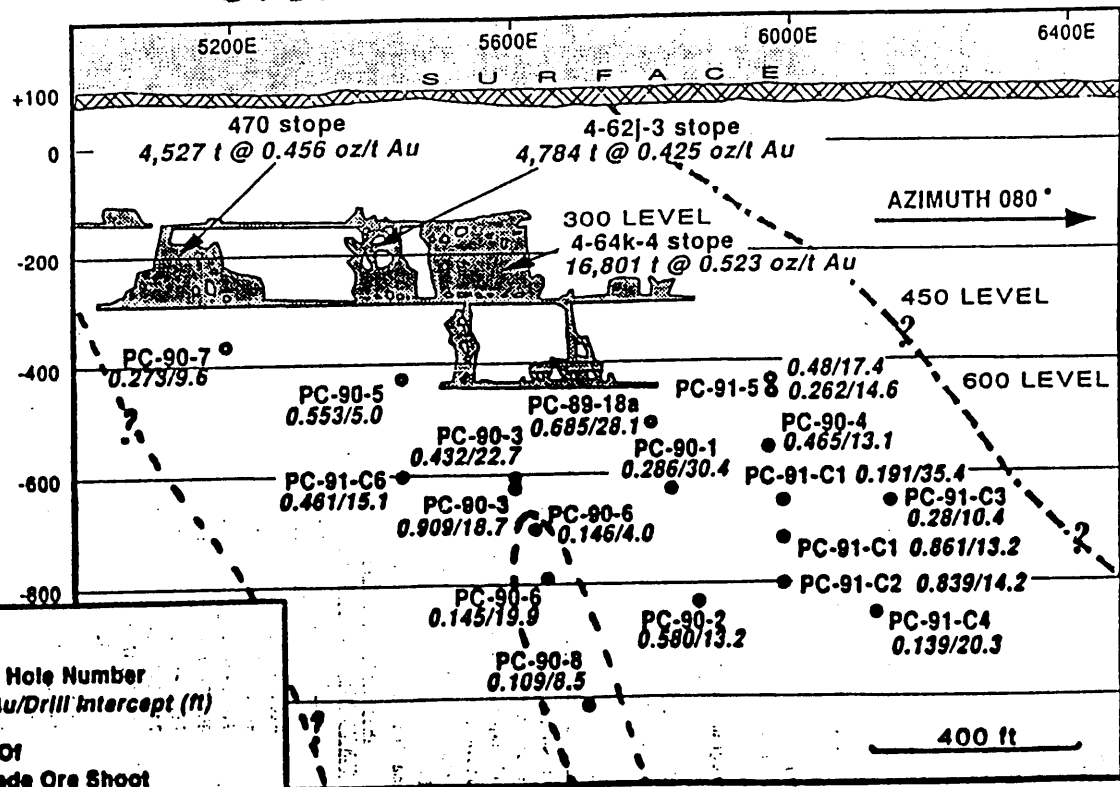 5200E 5600E 6000E 6400E
SURFACE
+100
470 stope
4,527 t @ 0.456 oz/t Au
4-62j-3 stope
4,784 t @ 0.425 oz/t Au
0
AZIMUTH 080°
300 LEVEL
4-64k-4 stope
16,801 t @ 0.523 oz/t Au
-200
450 LEVEL
?
PC-90-7
0.273/9.6
-400
PC-90-5
0.553/5.0
PC-91-5
0.48/17.4
0.262/14.6
600 LEVEL
?
PC-89-18a
0.685/28.1
PC-90-4
0.465/13.1
PC-90-3
0.432/22.7
PC-90-1
0.286/30.4
PC-91-C1 0.191/35.4
-600
PC-91-C6
0.461/15.1
PC-90-3
0.909/18.7
PC-90-6
0.146/4.0
PC-91-C3
0.28/10.4
?
PC-91-C1 0.861/13.2
PC-91-C2 0.839/14.2
-800
PC-90-6
0.145/19.9
PC-90-2
0.580/13.2
PC-91-C4
0.139/20.3
PC-90-8
0.109/8.5
Hole Number
Au/Drill Intercept (ft)
?
Of
ade Ore Shoot
400 ft